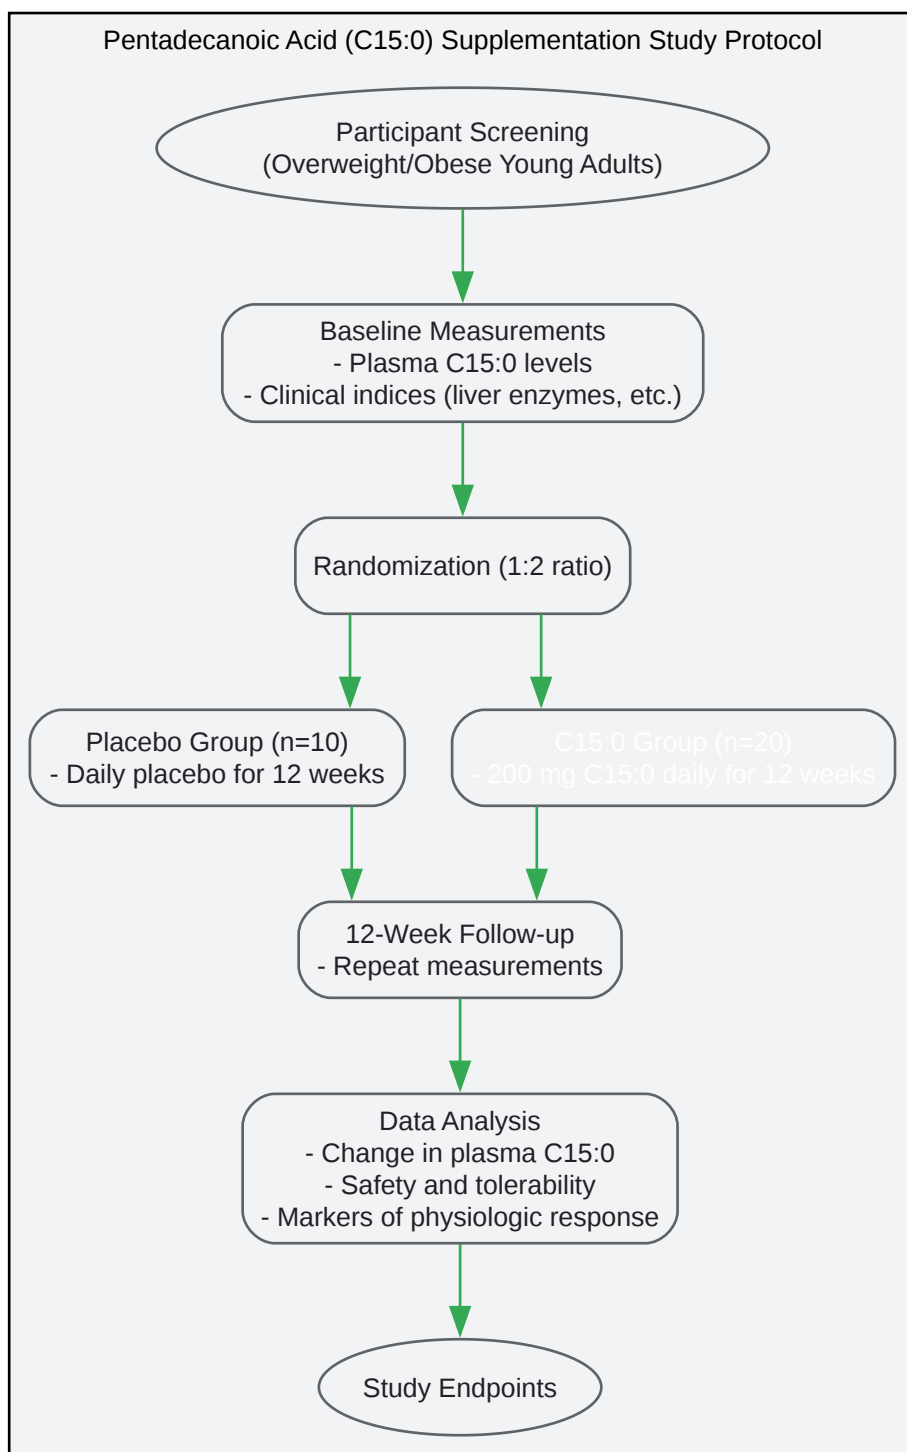 Pentadecanoic Acid (C15:0) Supplementation Study Protocol
Participant Screening
(Overweight/Obese Young Adults)
Baseline Measurements
- Plasma C15:0 levels
- Clinical indices (liver enzymes, etc.)
Randomization (1:2 ratio)
Placebo Group (n=10)
- Daily placebo for 12 weeks
C15:0 Group (n=20)
- 200 mg C15:0 daily for 12 weeks
12-Week Follow-up
- Repeat measurements
Data Analysis
- Change in plasma C15:0
- Safety and tolerability
- Markers of physiologic response
Study Endpoints